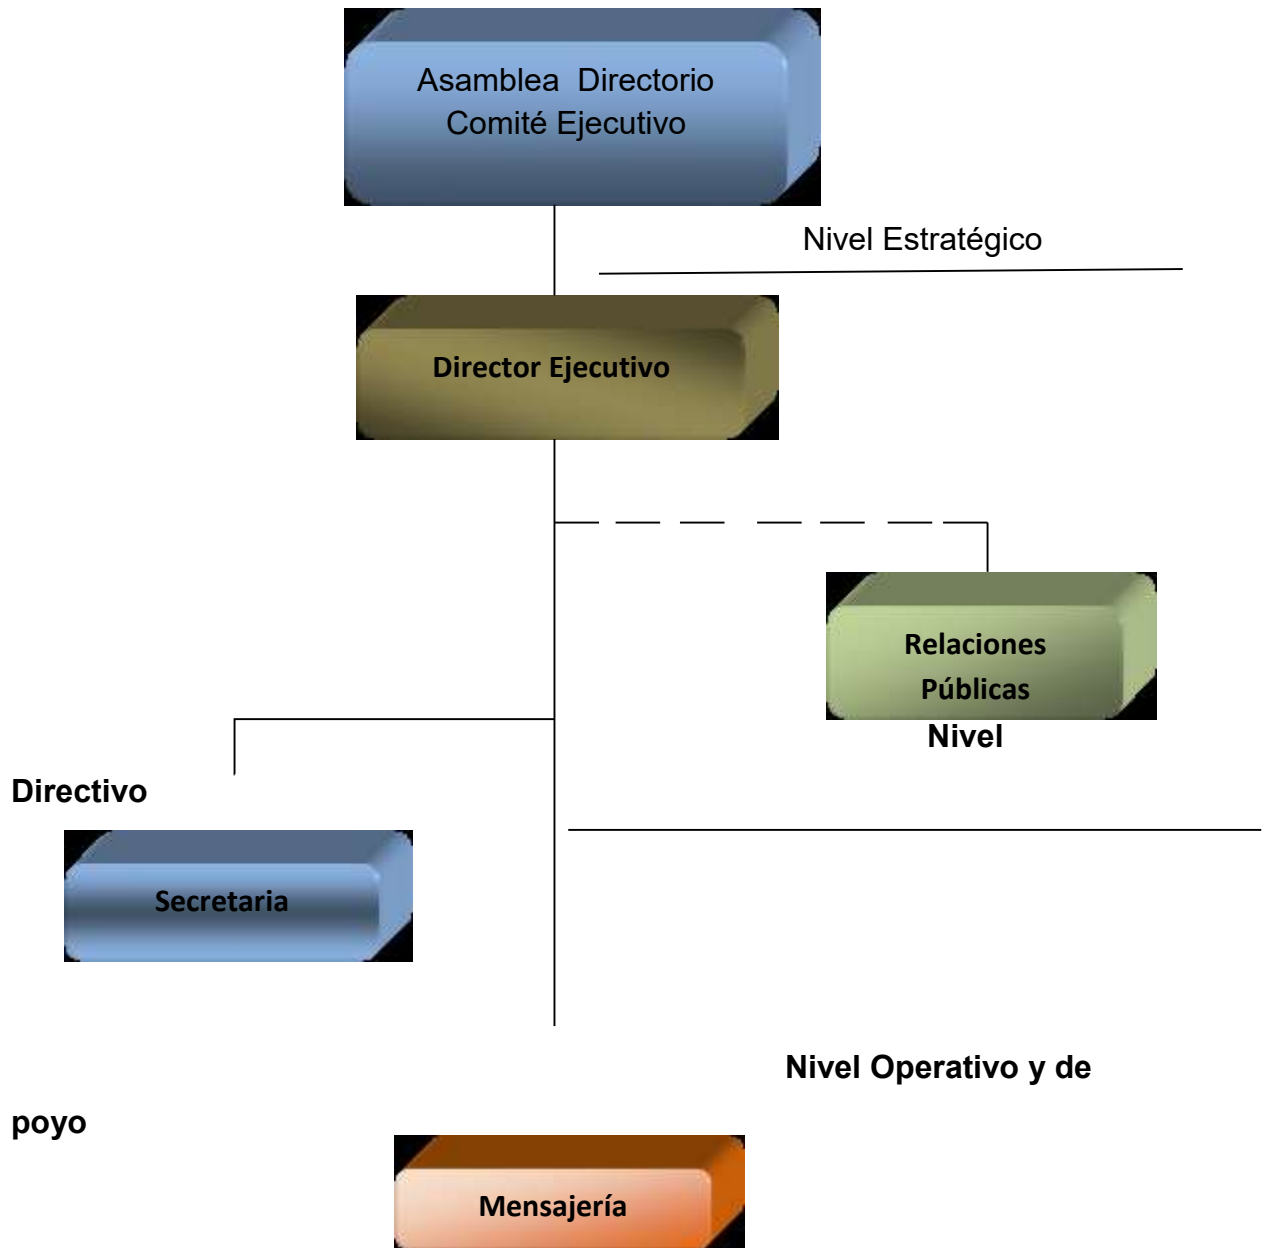 Asamblea  Directorio
Comité Ejecutivo
Nivel Estratégico
Director Ejecutivo
Relaciones
Públicas
Nivel
Directivo
Secretaria
Nivel Operativo y de
poyo
Mensajería